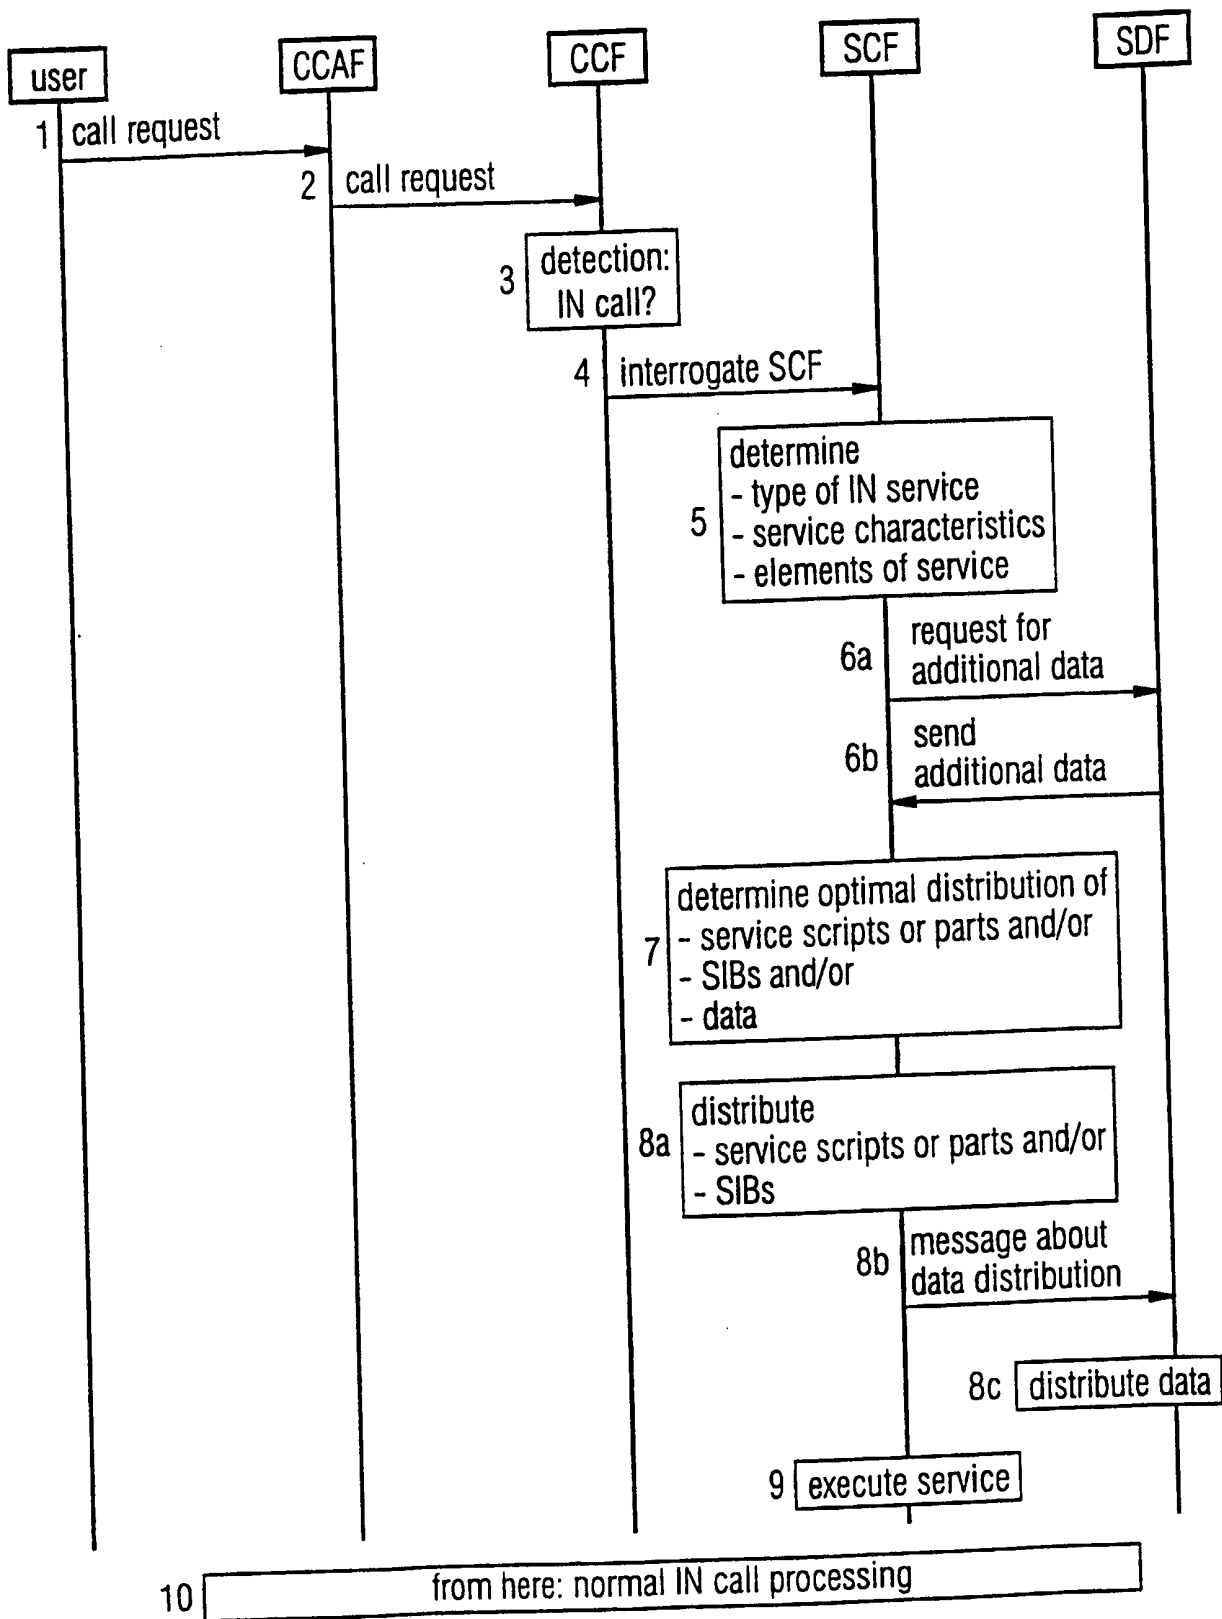 user
CCAF
CCF
SCF
SDF
1
call request
2
call request
3
detection:
IN call?
4
interrogate SCF
5
determine
- type of IN service
- service characteristics
- elements of service
6a
request for
additional data
6b
send
additional data
7
determine optimal distribution of
- service scripts or parts and/or
- SIBs and/or
- data
8a
distribute
- service scripts or parts and/or
- SIBs
8b
message about
data distribution
8c
distribute data
9
execute service
10
from here: normal IN call processing